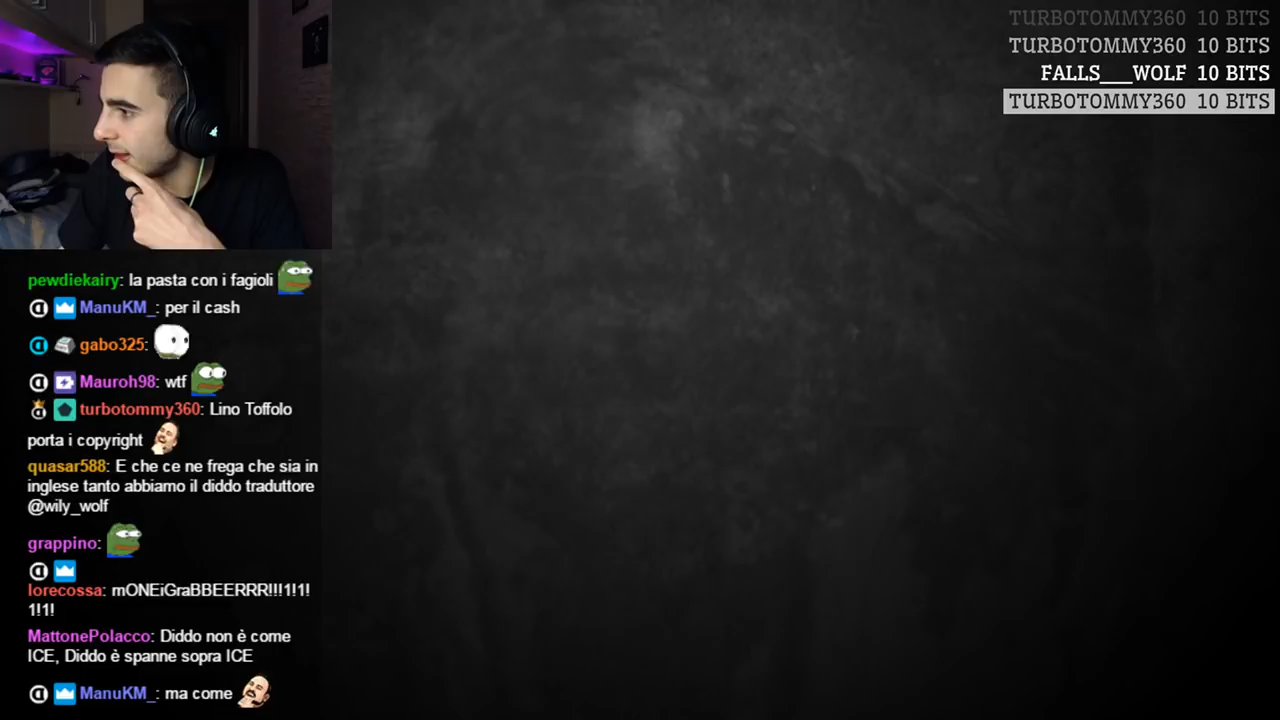 TURBOTOMMY360 10 BITS
TURBOTOMMY360 10 BITS
FALLS___WOLF 10 BITS
TURBOTOMMY360 10 BITS
pewdiekairy: la pasta con i fagioli
ManuKM_: per il cash
gabo325:
Mauroh98: wtf
turbotommy360: Lino Toffolo
porta i copyright
quasar588: E che ce ne frega che sia in
inglese tanto abbiamo il diddo traduttore
@wily_wolf
grappino:
lorecossa: mONEiGraBBEERRR!!!1!1!
1!1!
MattonePolacco: Diddo non è come
ICE, Diddo è spanne sopra ICE
ManuKM_: ma come